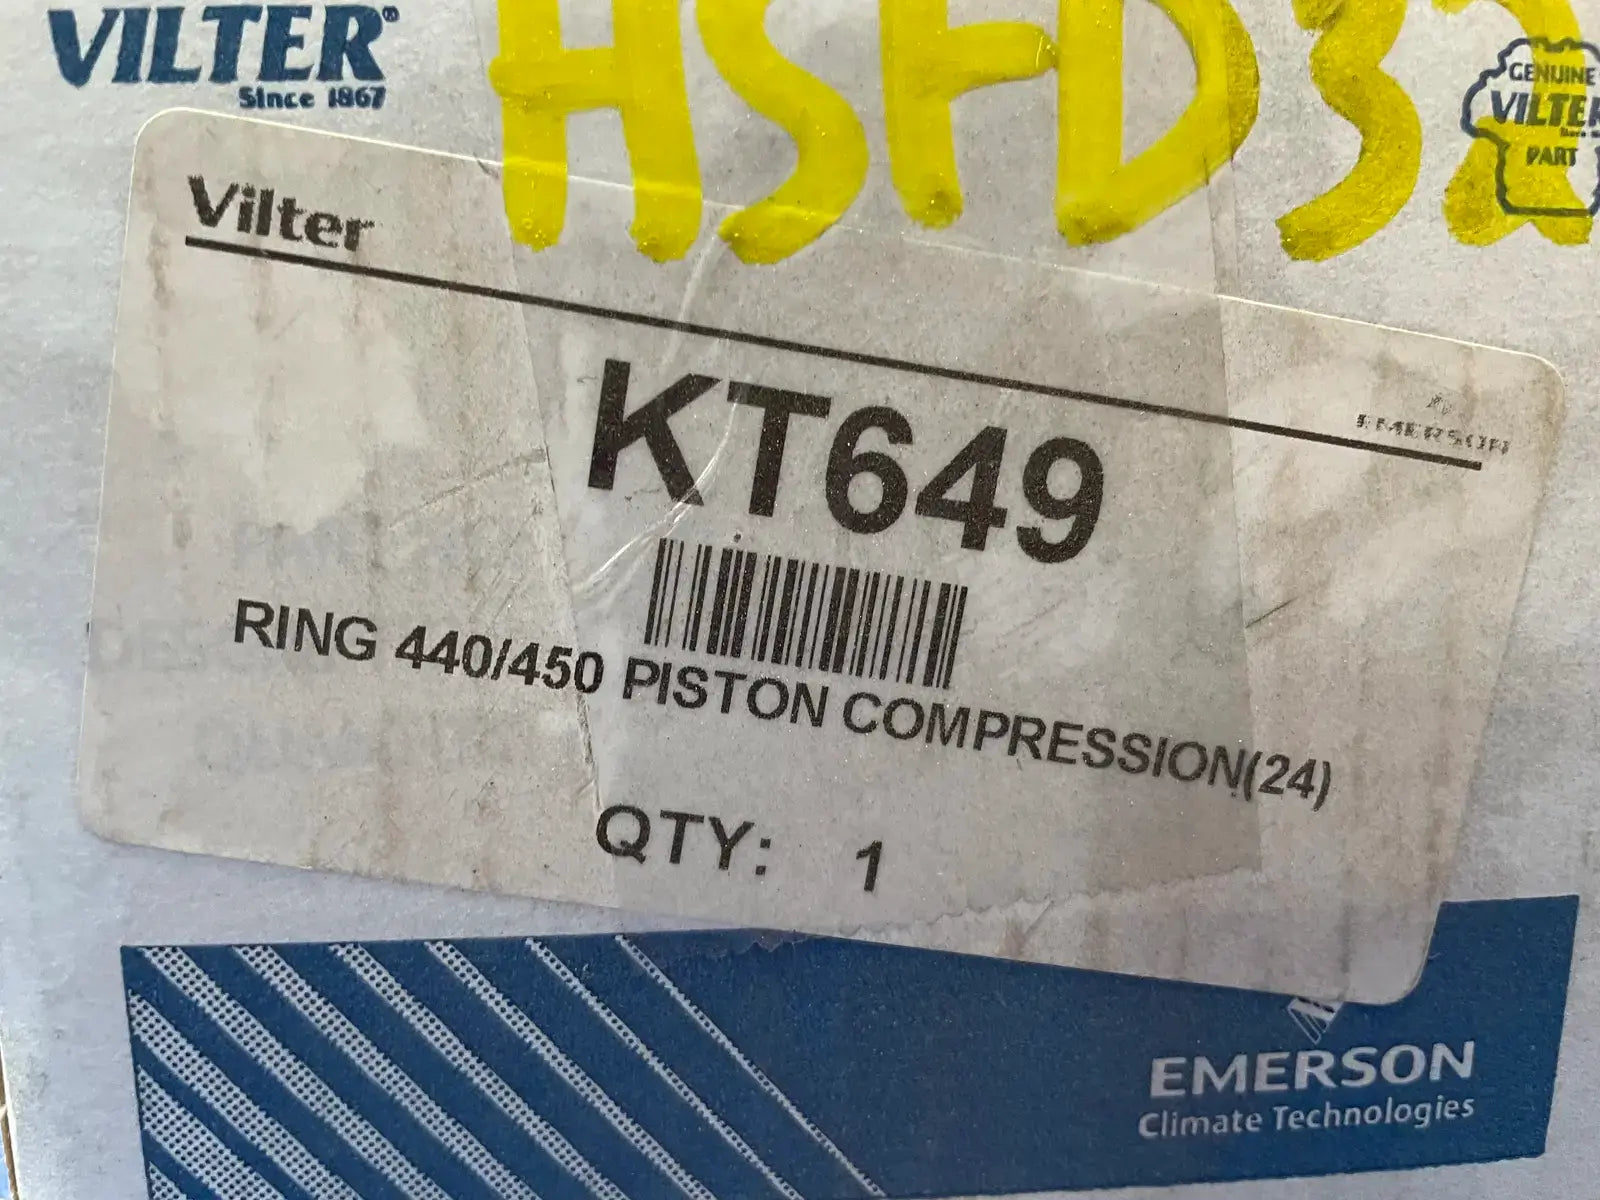 VILTER®
Since 1867
HSFD32
GENUINE
VILTER
PART
Vilter
EMERSON
KT649
RING 440/450 PISTON COMPRESSION(24)
QTY: 1
EMERSON
Climate Technologies